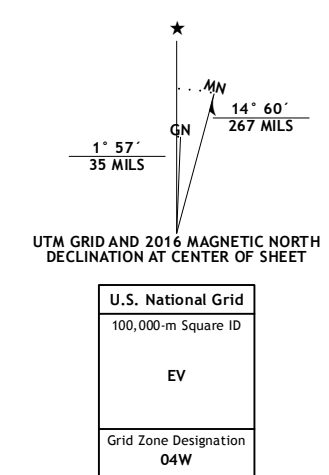 ★
MN
GN
14° 60´
267 MILS
1° 57´
35 MILS
UTM GRID AND 2016 MAGNETIC NORTH
DECLINATION AT CENTER OF SHEET
U.S. National Grid
100,000-m Square ID
EV
Grid Zone Designation
04W